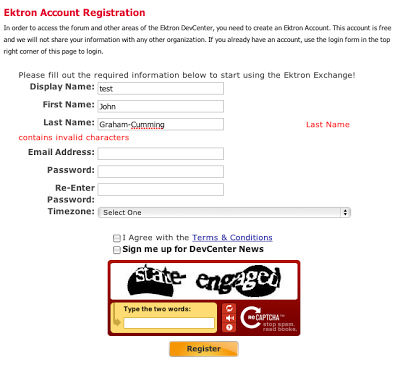 Ektron Account Registration
In order to access the forum and other areas of the Ektron DevCenter, you need to create an Ektron Account. This account is free
and we will not share your information with any other organization. If you already have an account, use the login form in the top
right corner of this page to login.
Please fill out the required information below to start using the Ektron Exchange!
Display Name: test
First Name: John
Last Name: Graham-Cumming Last Name
contains invalid characters
Email Address:
Password:
Re-Enter
Password:
Timezone: Select One
I Agree with the Terms & Conditions
Sign me up for DevCenter News
state engaged
Type the two words:
reCAPTCHA™
stop spam.
read books.
Register